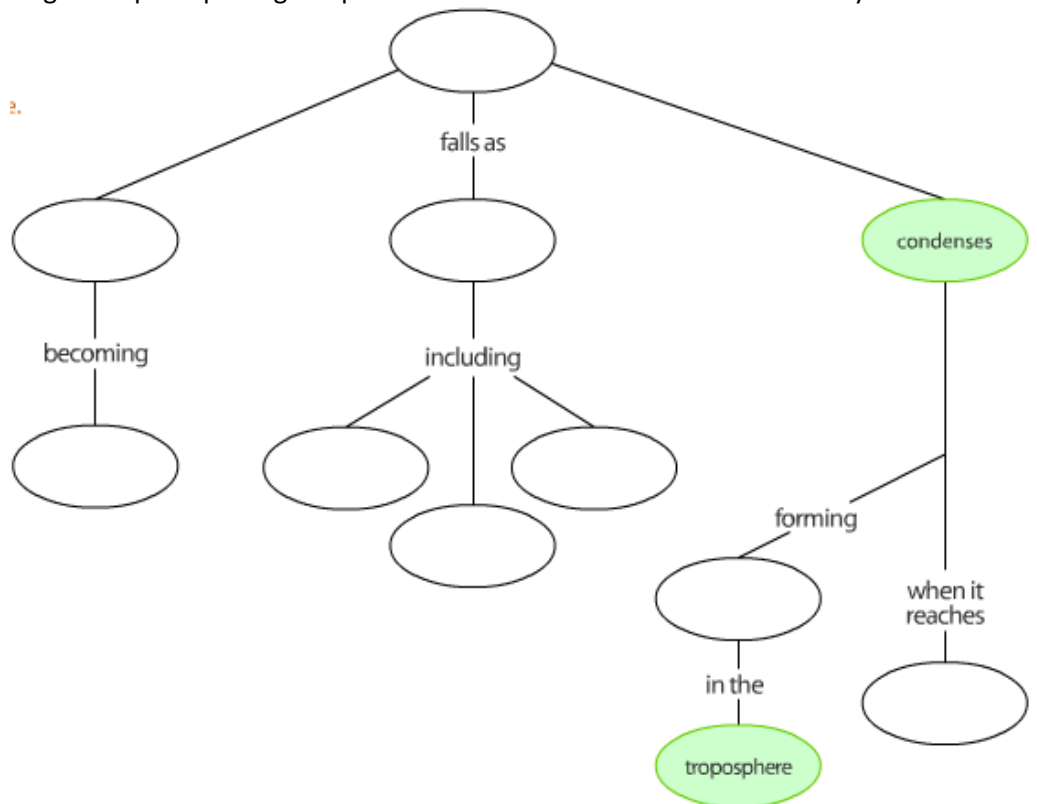 e.
falls as
condenses
becoming
including
forming
when it
reaches
in the
troposphere